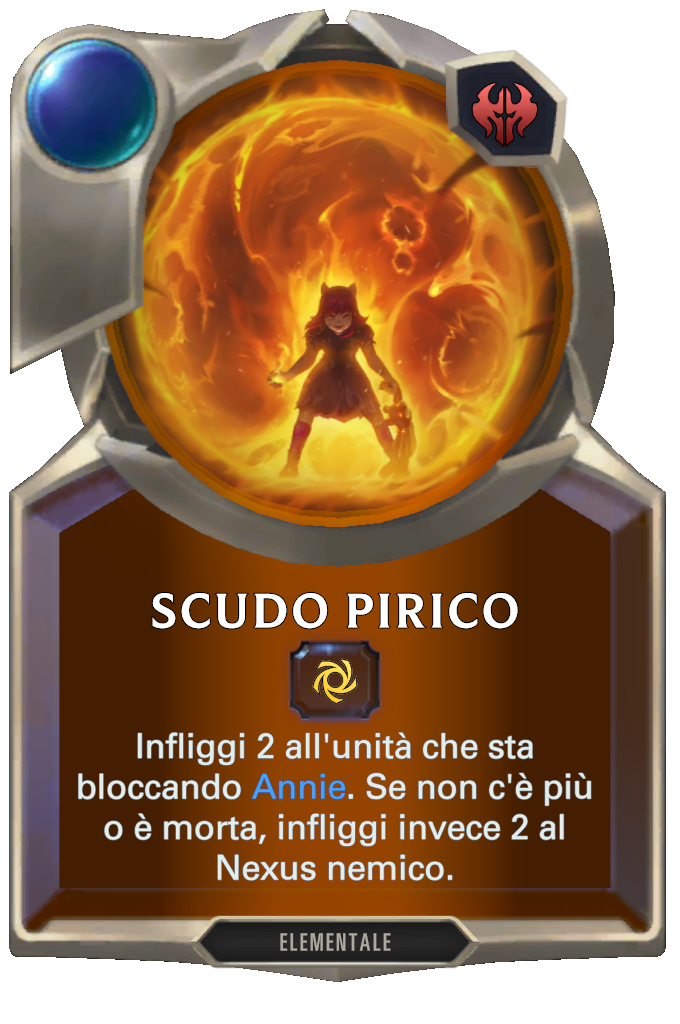 SCUDO PIRICO
Infliggi 2 all'unità che sta
bloccando Annie. Se non c'è più
o è morta, infliggi invece 2 al
Nexus nemico.
ELEMENTALE